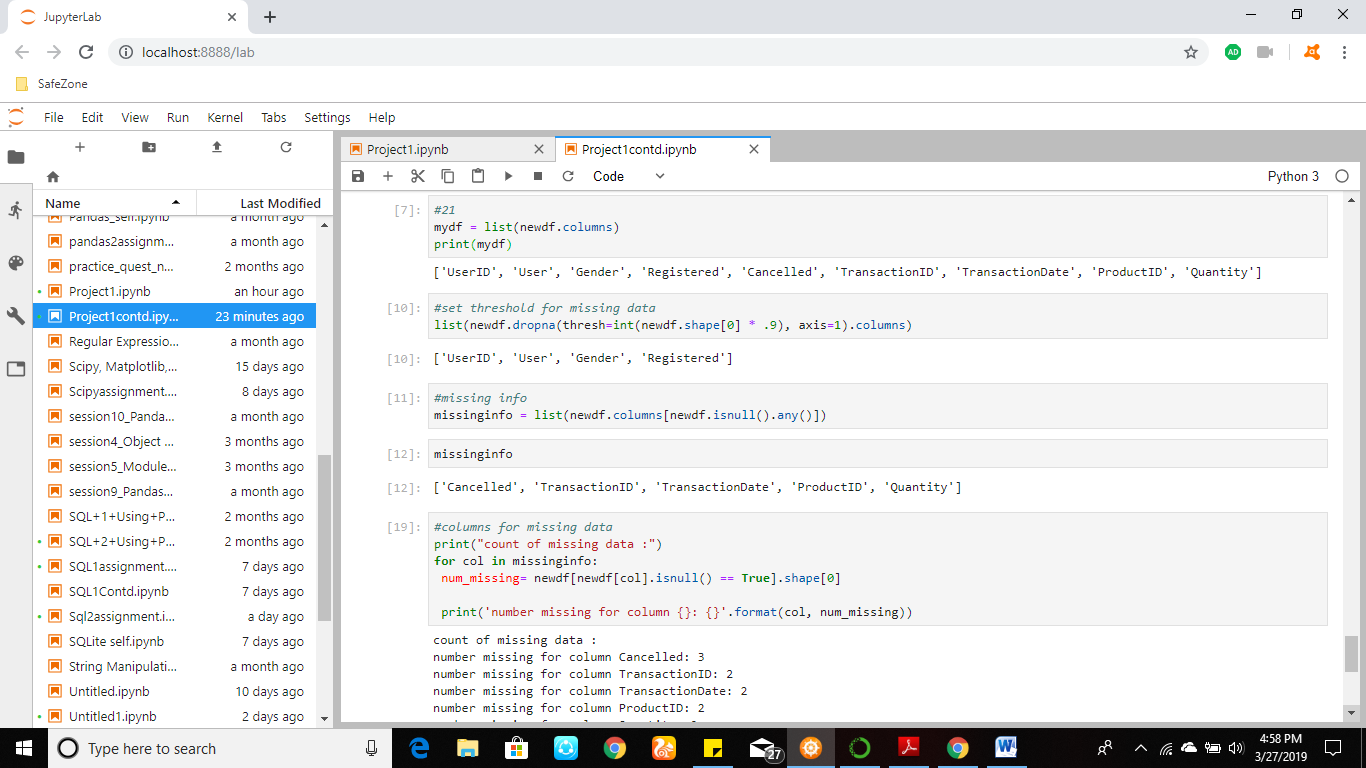 JupyterLab
localhost:8888/lab
AD
SafeZone
File Edit View Run Kernel Tabs Settings Help
Name Last Modified
Pandas_self.ipynb a month ago
pandas2assignm... a month ago
practice_quest_n... 2 months ago
Project1.ipynb an hour ago
Project1contd.ipy... 23 minutes ago
Regular Expressio... a month ago
Scipy, Matplotlib,... 15 days ago
Scipyassignment.... 8 days ago
session10_Panda... a month ago
session4_Object ... 3 months ago
session5_Module... 3 months ago
session9_Pandas... a month ago
SQL+1+Using+P... 2 months ago
SQL+2+Using+P... 2 months ago
SQL1assignment.... 7 days ago
SQL1Contd.ipynb 7 days ago
Sql2assignment.i... a day ago
SQLite self.ipynb 7 days ago
String Manipulati... a month ago
Untitled.ipynb 10 days ago
Untitled1.ipynb 2 days ago
Project1.ipynb Project1contd.ipynb
Code Python 3
[7]: #21
mydf = list(newdf.columns)
print(mydf)
['UserID', 'User', 'Gender', 'Registered', 'Cancelled', 'TransactionID', 'TransactionDate', 'ProductID', 'Quantity']
[10]: #set threshold for missing data
list(newdf.dropna(thresh=int(newdf.shape[0] * .9), axis=1).columns)
[10]: ['UserID', 'User', 'Gender', 'Registered']
[11]: #missing info
missinginfo = list(newdf.columns[newdf.isnull().any()])
[12]: missinginfo
[12]: ['Cancelled', 'TransactionID', 'TransactionDate', 'ProductID', 'Quantity']
[19]: #columns for missing data
print("count of missing data :")
for col in missinginfo:
num_missing= newdf[newdf[col].isnull() == True].shape[0]
print('number missing for column {}: {}'.format(col, num_missing))
count of missing data :
number missing for column Cancelled: 3
number missing for column TransactionID: 2
number missing for column TransactionDate: 2
number missing for column ProductID: 2
Type here to search
27
4:58 PM
3/27/2019